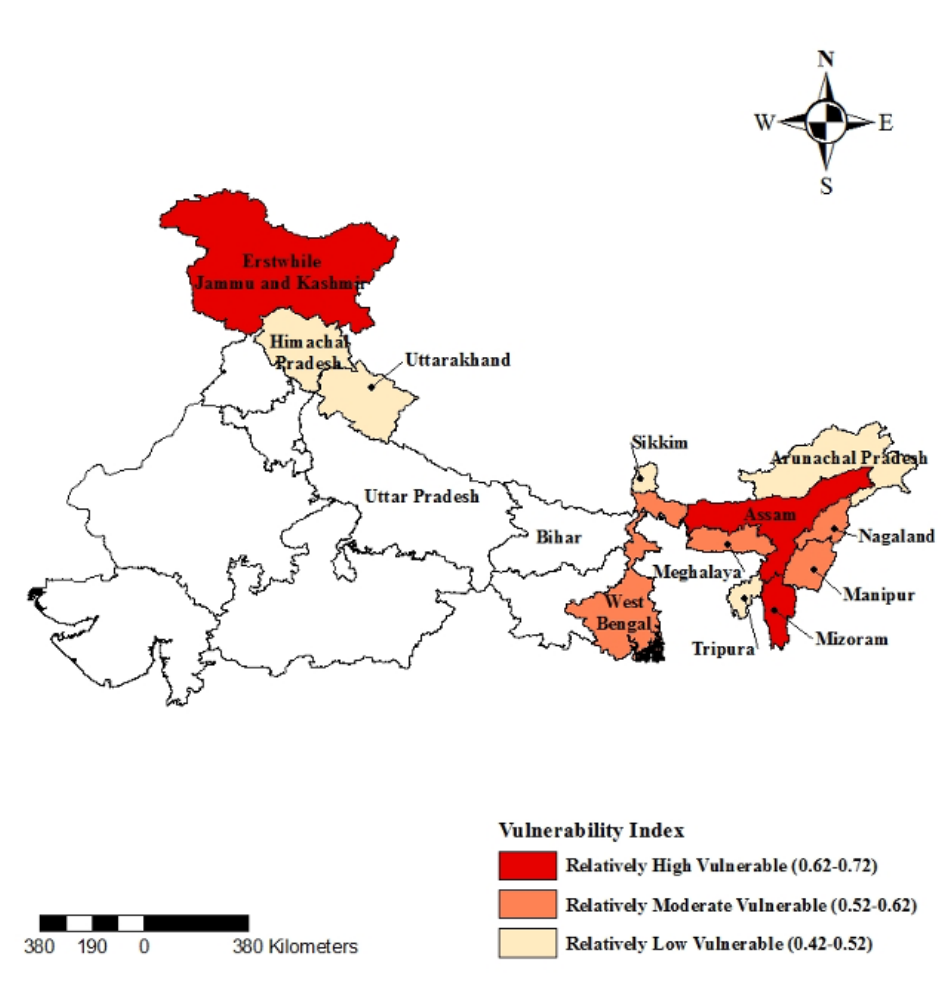 N
W E
S
Erstwhile
Jammu and Kashmir
Himachal
Pradesh
Uttarakhand
Sikkim
Arunachal Pradesh
Uttar Pradesh
Assam
Bihar
Nagaland
Meghalaya
Manipur
West
Bengal
Mizoram
Tripura
Vulnerability Index
Relatively High Vulnerable (0.62-0.72)
Relatively Moderate Vulnerable (0.52-0.62)
Relatively Low Vulnerable (0.42-0.52)
380 190 0 380 Kilometers